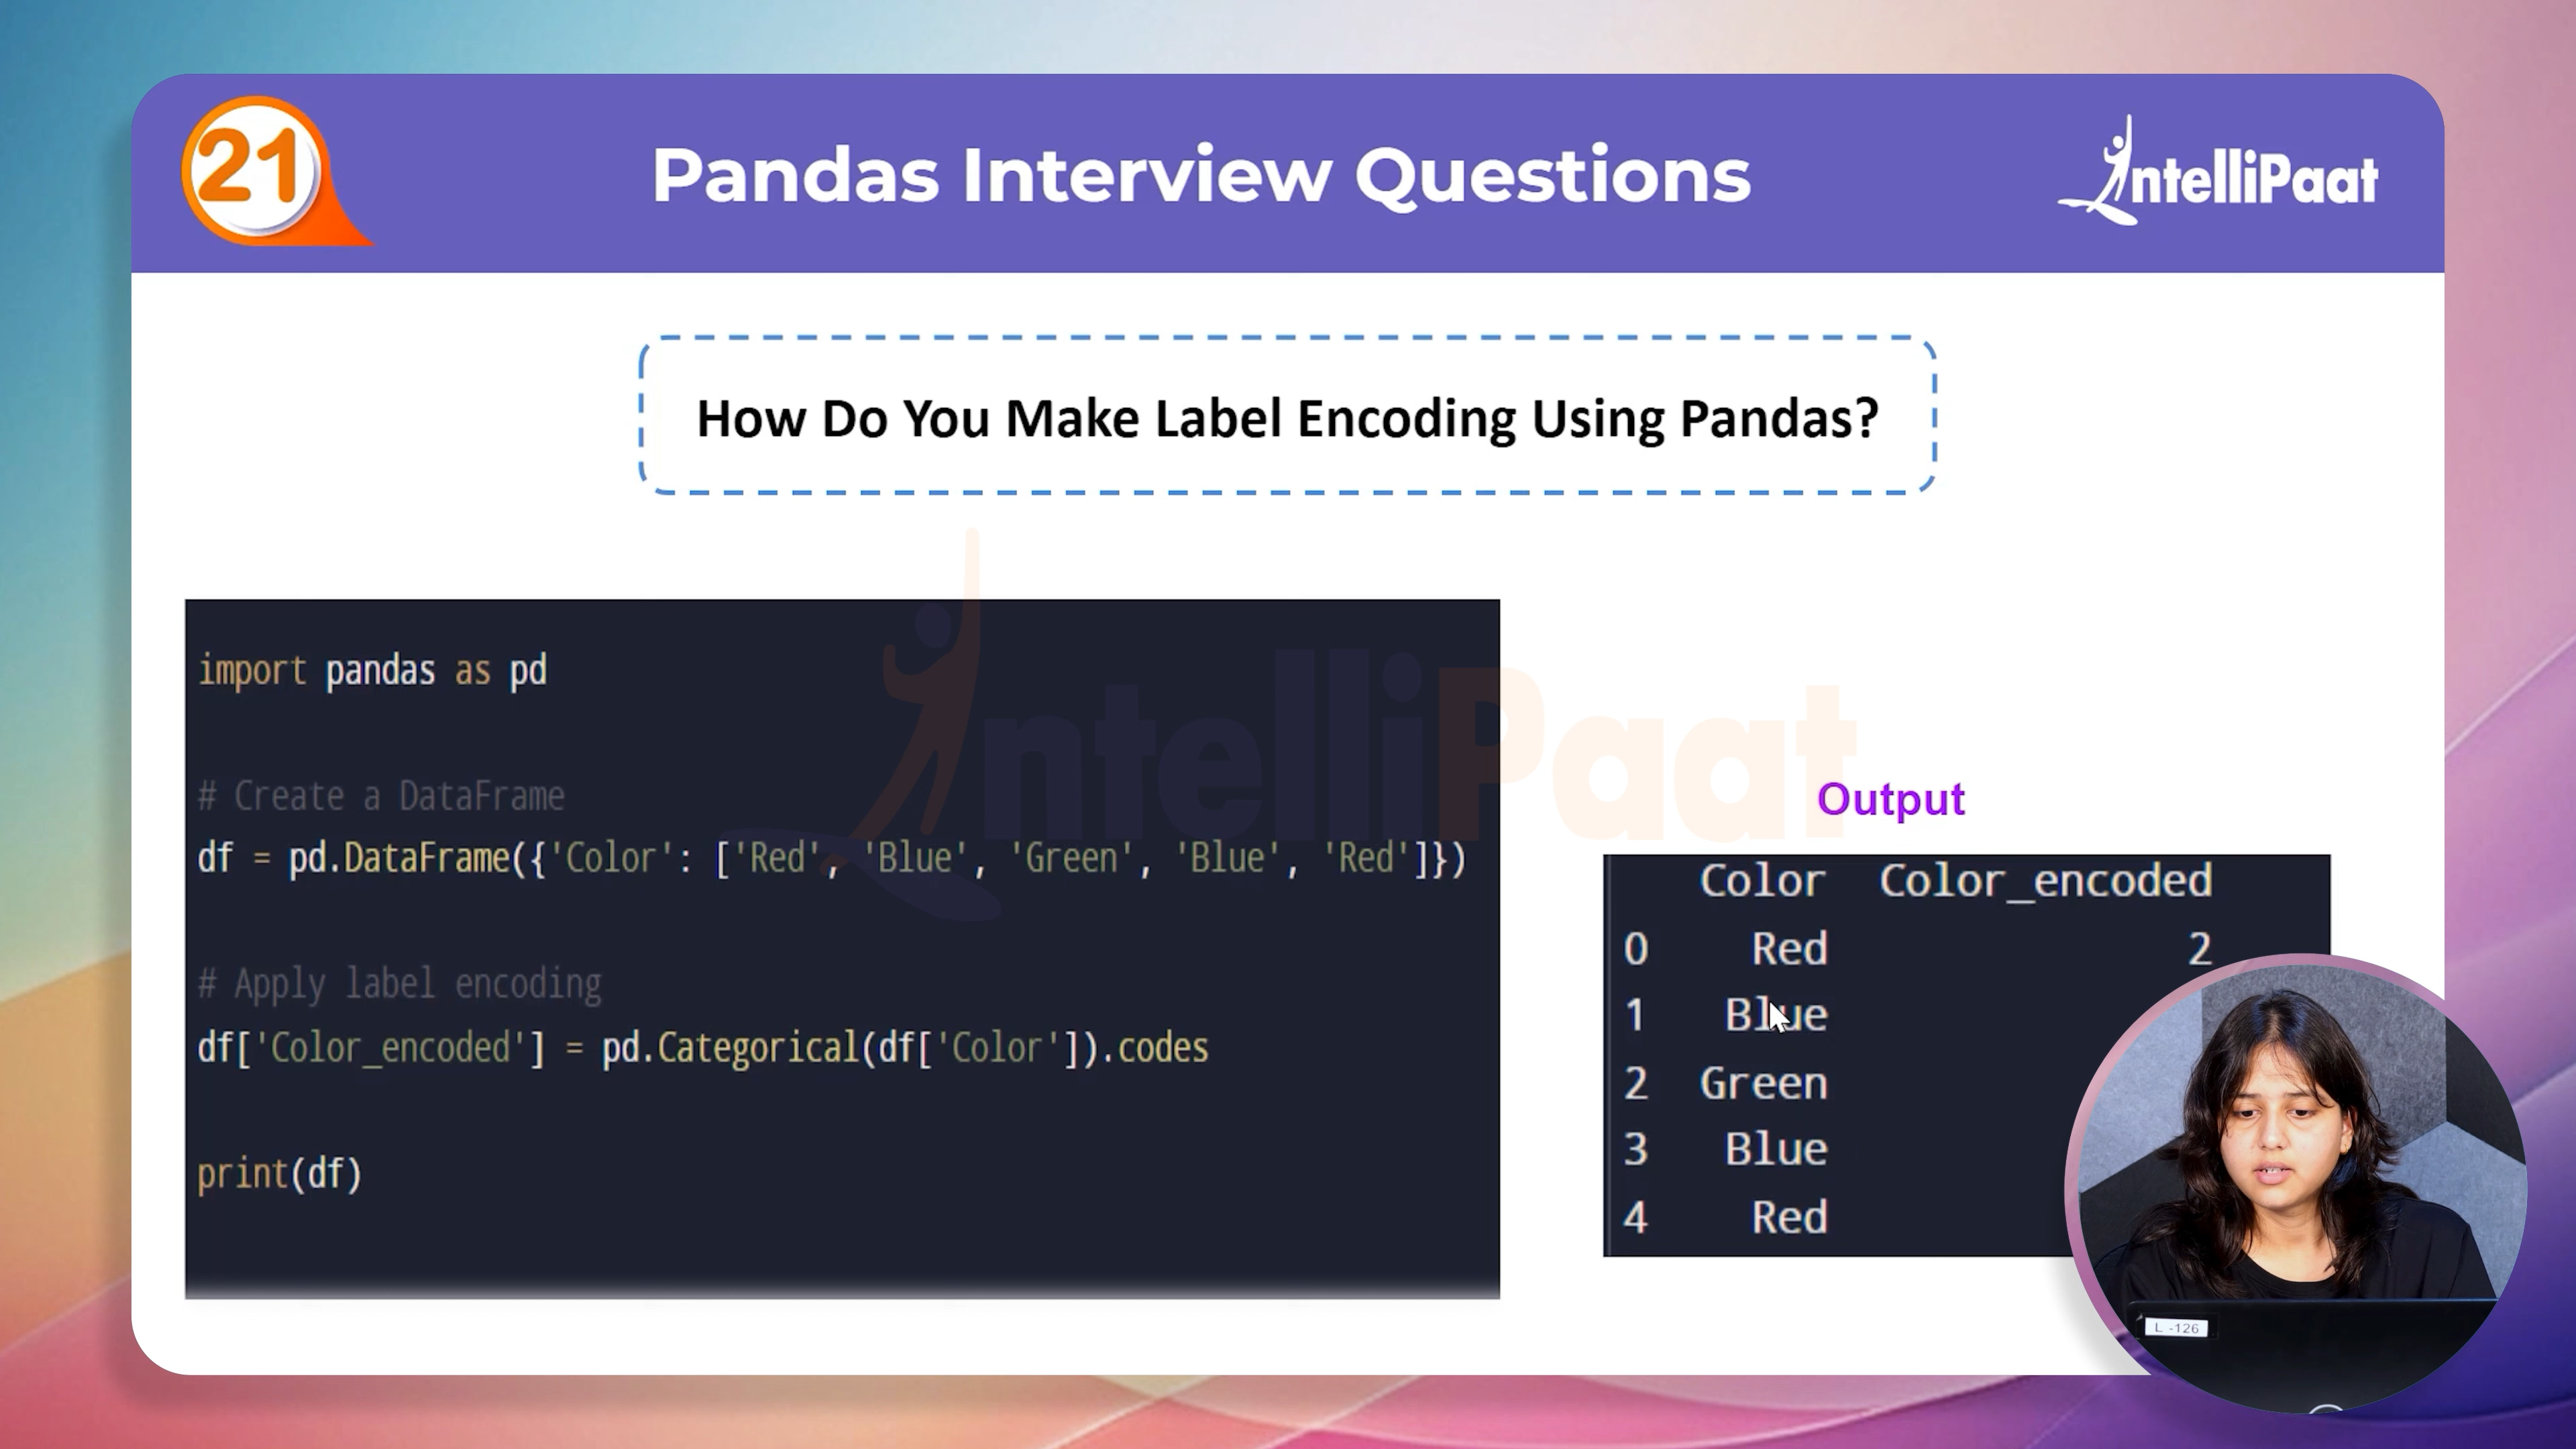 21
Pandas Interview Questions
IntelliPaat
How Do You Make Label Encoding Using Pandas?
import pandas as pd
# Create a DataFrame
df = pd.DataFrame({'Color': ['Red', 'Blue', 'Green', 'Blue', 'Red']})
# Apply label encoding
df['Color_encoded'] = pd.Categorical(df['Color']).codes
print(df)
IntelliPaat
Output
Color Color_encoded
0 Red 2
1 Blue
2 Green
3 Blue
4 Red
L -126